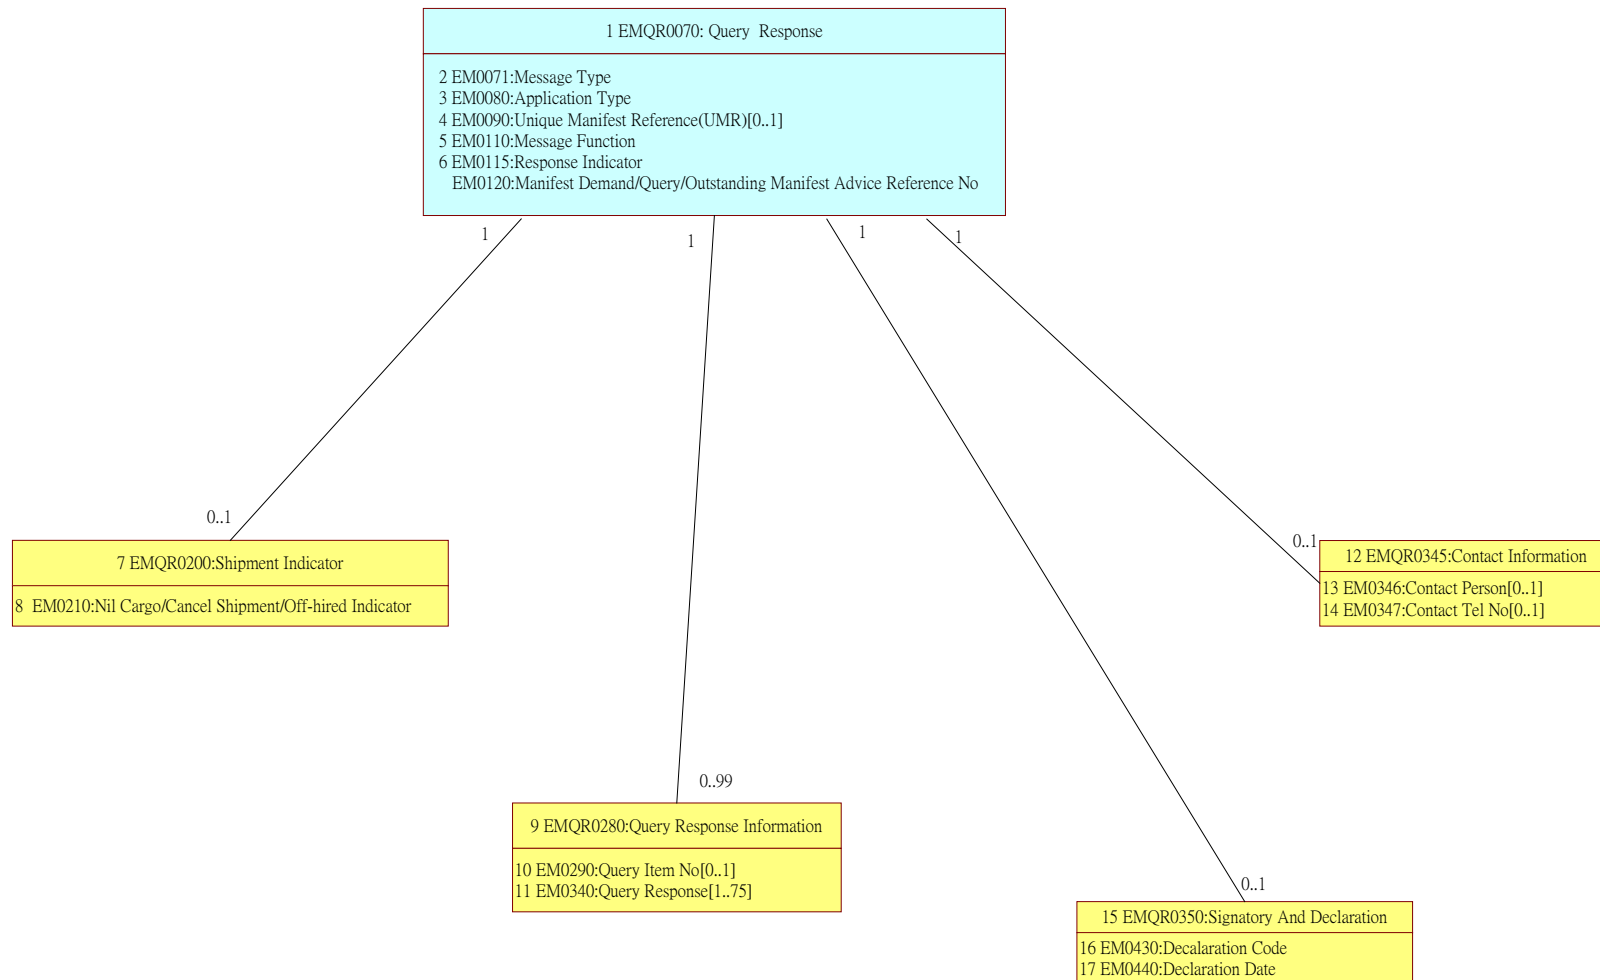 1 EMQR0070: Query  Response
2 EM0071:Message Type
3 EM0080:Application Type
4 EM0090:Unique Manifest Reference(UMR)[0..1]
5 EM0110:Message Function
6 EM0115:Response Indicator
EM0120:Manifest Demand/Query/Outstanding Manifest Advice Reference No
1
1
1
1
0..1
7 EMQR0200:Shipment Indicator
8  EM0210:Nil Cargo/Cancel Shipment/Off-hired Indicator
0..1
12 EMQR0345:Contact Information
13 EM0346:Contact Person[0..1]
14 EM0347:Contact Tel No[0..1]
0..99
9 EMQR0280:Query Response Information
10 EM0290:Query Item No[0..1]
11 EM0340:Query Response[1..75]
0..1
15 EMQR0350:Signatory And Declaration
16 EM0430:Decalaration Code
17 EM0440:Declaration Date